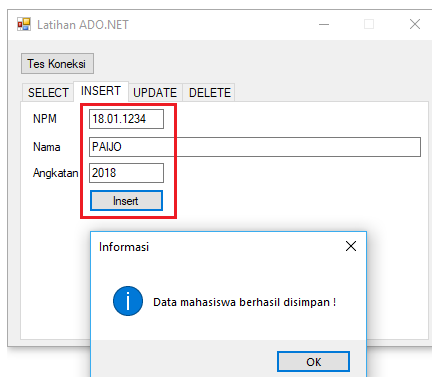 Latihan ADO.NET
Tes Koneksi
SELECT INSERT UPDATE DELETE
NPM 18.01.1234
Nama PAIJO
Angkatan 2018
Insert
Informasi
Data mahasiswa berhasil disimpan !
OK